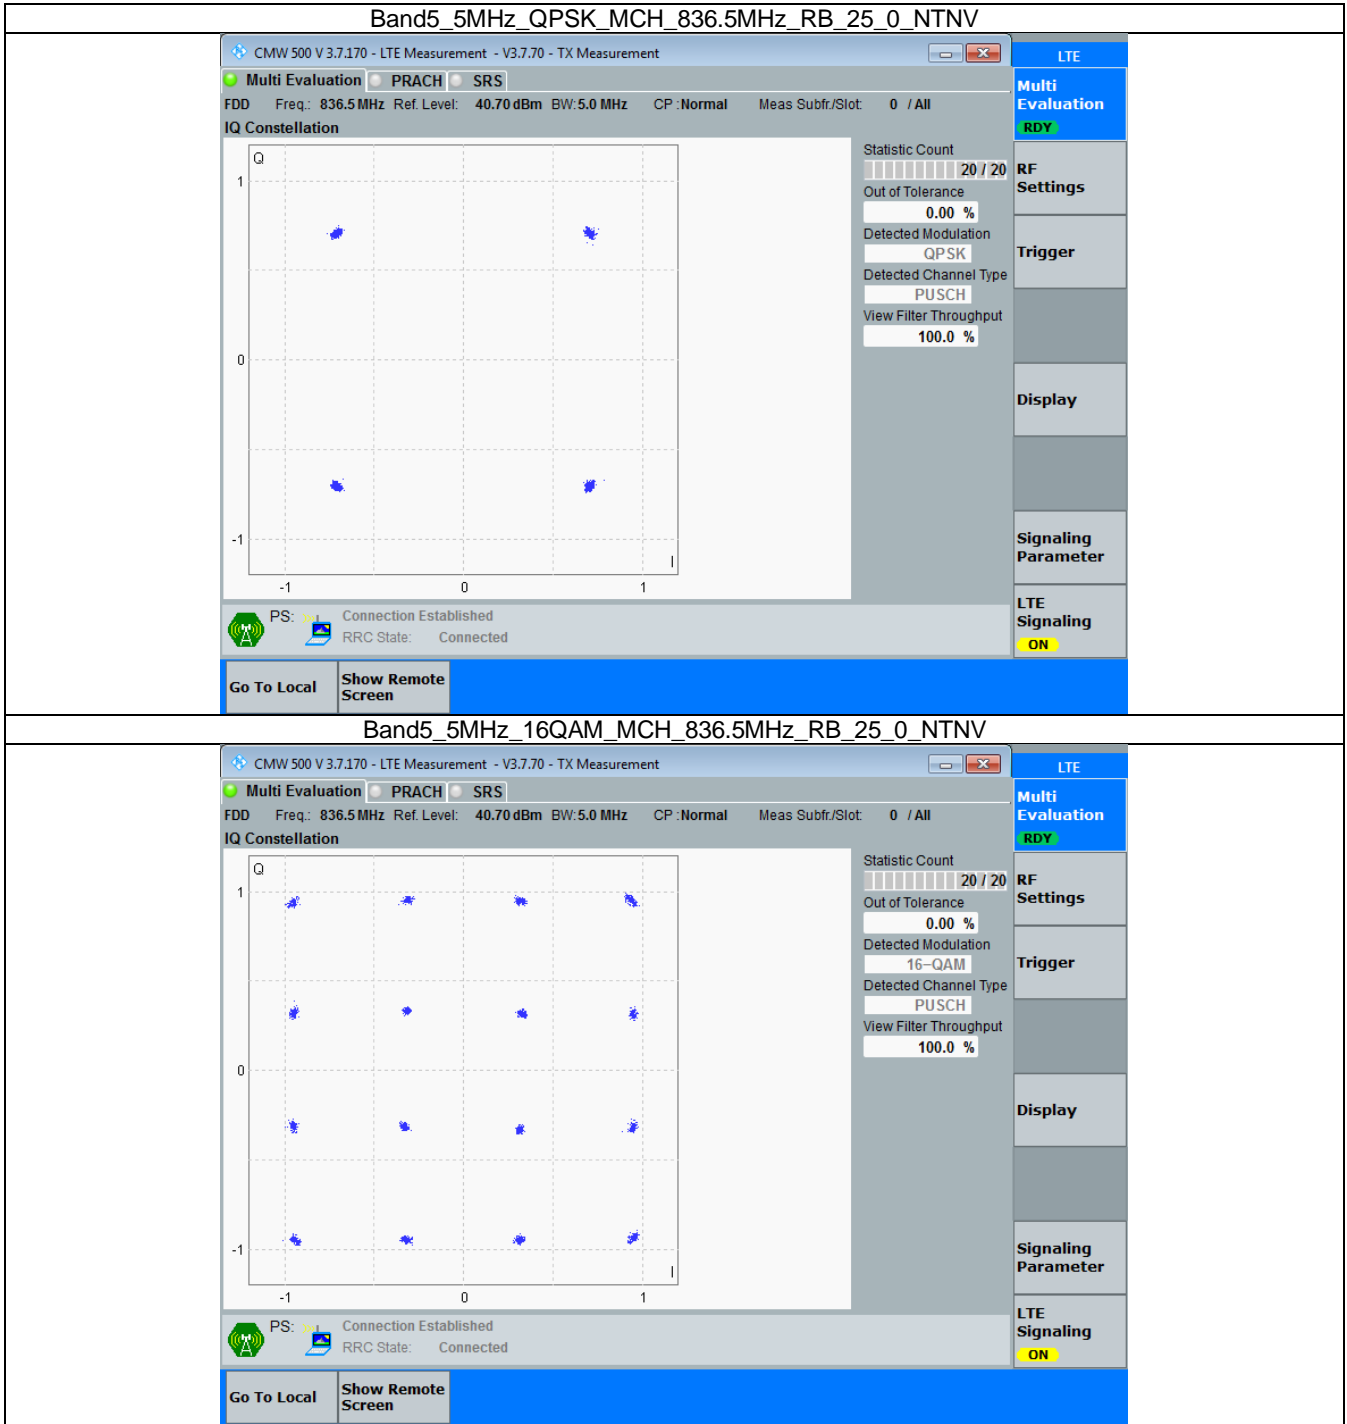 Band5_5MHz_QPSK_MCH_836.5MHz_RB_25_0_NTNV
CMW 500 V 3.7.170 - LTE Measurement - V3.7.70 - TX Measurement
LTE
Multi Evaluation PRACH SRS
FDD Freq.: 836.5 MHz Ref. Level: 40.70 dBm BW: 5.0 MHz CP : Normal Meas Subfr./Slot: 0 / All
IQ Constellation
Multi
Evaluation
RDY
Q
1
0
-1
-1 0 1
I
Statistic Count
20 / 20
Out of Tolerance
0.00 %
Detected Modulation
QPSK
Detected Channel Type
PUSCH
View Filter Throughput
100.0 %
RF
Settings
Trigger
Display
Signaling
Parameter
LTE
Signaling
ON
PS: Connection Established
RRC State: Connected
Go To Local
Show Remote
Screen
Band5_5MHz_16QAM_MCH_836.5MHz_RB_25_0_NTNV
CMW 500 V 3.7.170 - LTE Measurement - V3.7.70 - TX Measurement
LTE
Multi Evaluation PRACH SRS
FDD Freq.: 836.5 MHz Ref. Level: 40.70 dBm BW: 5.0 MHz CP : Normal Meas Subfr./Slot: 0 / All
IQ Constellation
Multi
Evaluation
RDY
Q
1
0
-1
-1 0 1
I
Statistic Count
20 / 20
Out of Tolerance
0.00 %
Detected Modulation
16-QAM
Detected Channel Type
PUSCH
View Filter Throughput
100.0 %
RF
Settings
Trigger
Display
Signaling
Parameter
LTE
Signaling
ON
PS: Connection Established
RRC State: Connected
Go To Local
Show Remote
Screen